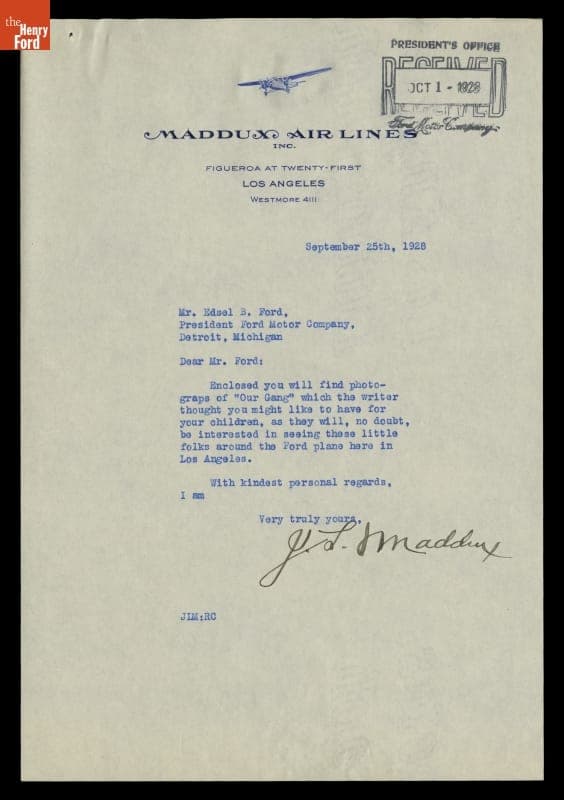 the
Henry
Ford
PRESIDENT'S OFFICE
RECEIVED
OCT 1 - 1928
Ford Motor Company
MADDUX AIR LINES
INC.
FIGUEROA AT TWENTY-FIRST
LOS ANGELES
WESTMORE 4111
September 25th, 1928
Mr. Edsel B. Ford,
President Ford Motor Company,
Detroit, Michigan
Dear Mr. Ford:
Enclosed you will find photo-
graps of "Our Gang" which the writer
thought you might like to have for
your children, as they will, no doubt,
be interested in seeing these little
folks around the Ford plane here in
Los Angeles.
With kindest personal regards,
I am
Very truly yours,
J. L. Maddux
JIM:RC